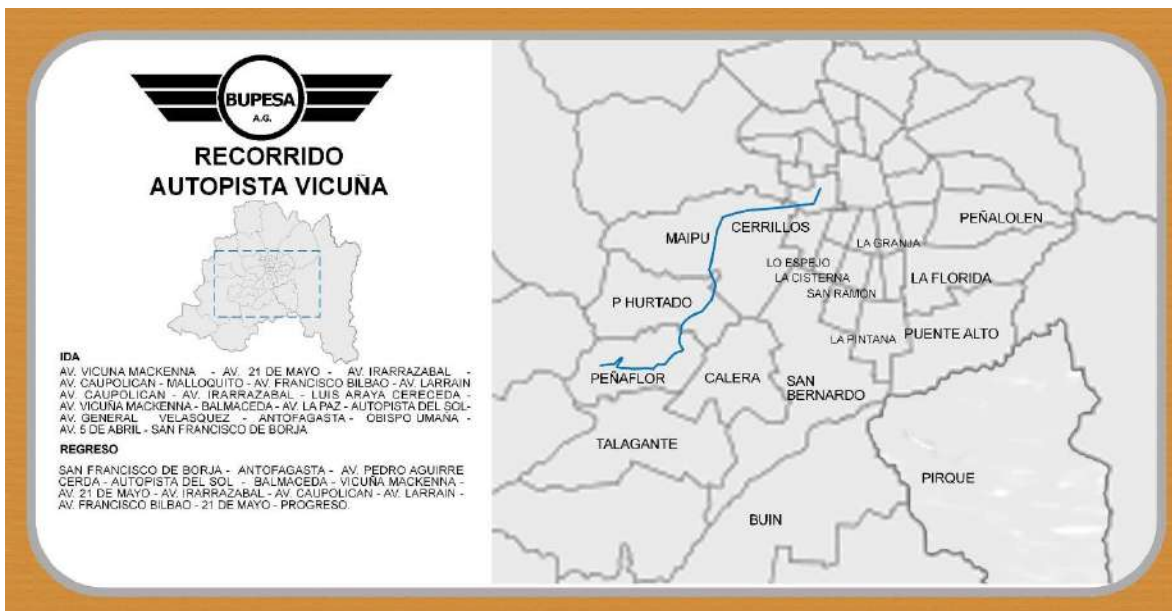 BUPESA
A.G.
RECORRIDO
AUTOPISTA VICUÑA
IDA
AV. VICUNA MACKENNA - AV. 21 DE MAYO - AV. IRARRAZABAL -
AV. CAUPOLICAN - MALLOQUITO - AV. FRANCISCO BILBAO - AV. LARRAIN
AV. CAUPOLICAN - AV. IRARRAZABAL - LUIS ARAYA CERECEDA -
AV. VICUÑA MACKENNA - BALMACEDA - AV. LA PAZ - AUTOPISTA DEL SOL-
AV. GENERAL VELASQUEZ - ANTOFAGASTA - OBISPO UMAÑA -
AV. 5 DE ABRIL - SAN FRANCISCO DE BORJA
REGRESO
SAN FRANCISCO DE BORJA - ANTOFAGASTA - AV. PEDRO AGUIRRE
CERDA - AUTOPISTA DEL SOL - BALMACEDA - VICUÑA MACKENNA -
AV. 21 DE MAYO - AV. IRARRAZABAL - AV. CAUPOLICAN - AV. LARRAIN -
AV. FRANCISCO BILBAO - 21 DE MAYO - PROGRESO.
PEÑALOLEN
CERRILLOS
MAIPU
LA GRANJA
LO ESPEJO
LA CISTERNA
LA FLORIDA
SAN RAMON
P HURTADO
LA PINTANA
PUENTE ALTO
PEÑAFLOR
CALERA
SAN
BERNARDO
TALAGANTE
PIRQUE
BUIN